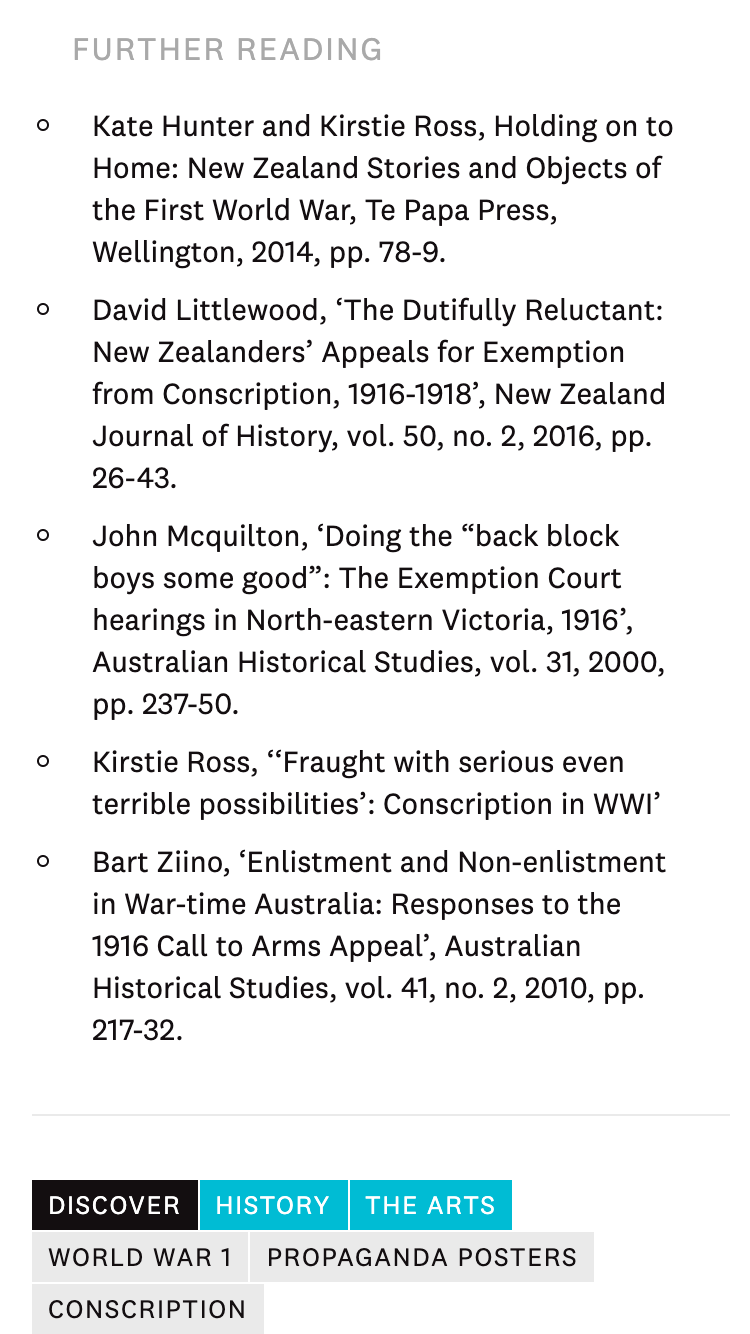 FURTHER READING
Kate Hunter and Kirstie Ross, Holding on to
Home: New Zealand Stories and Objects of
the First World War, Te Papa Press,
Wellington, 2014, pp. 78-9.
David Littlewood, ‘The Dutifully Reluctant:
New Zealanders’ Appeals for Exemption
from Conscription, 1916-1918’, New Zealand
Journal of History, vol. 50, no. 2, 2016, pp.
26-43.
John Mcquilton, ‘Doing the “back block
boys some good”: The Exemption Court
hearings in North-eastern Victoria, 1916’,
Australian Historical Studies, vol. 31, 2000,
pp. 237-50.
Kirstie Ross, ‘‘Fraught with serious even
terrible possibilities’: Conscription in WWI’
Bart Ziino, ‘Enlistment and Non-enlistment
in War-time Australia: Responses to the
1916 Call to Arms Appeal’, Australian
Historical Studies, vol. 41, no. 2, 2010, pp.
217-32.
DISCOVER HISTORY THE ARTS
WORLD WAR 1 PROPAGANDA POSTERS
CONSCRIPTION